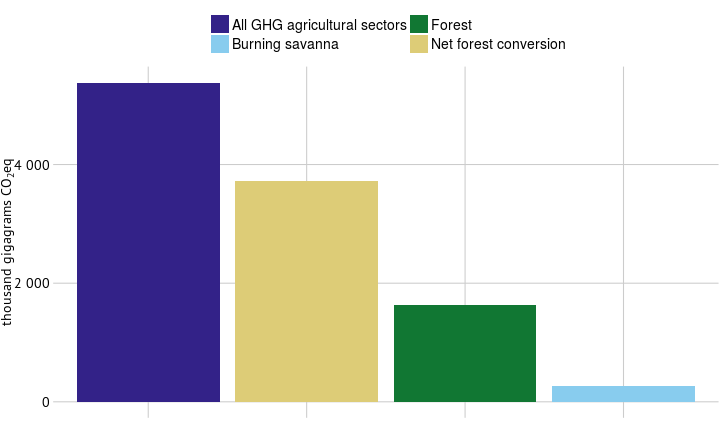 All GHG agricultural sectors
Forest
Burning savanna
Net forest conversion
thousand gigagrams CO₂eq
4 000
2 000
0